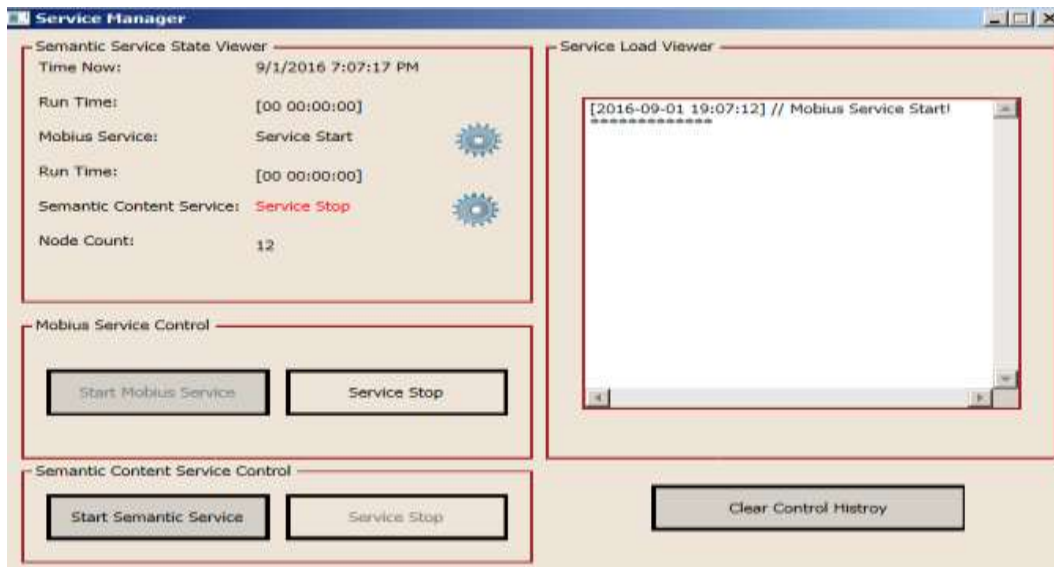 Service Manager
Semantic Service State Viewer
Time Now: 9/1/2016 7:07:17 PM
Run Time: [00 00:00:00]
Mobius Service: Service Start
Run Time: [00 00:00:00]
Semantic Content Service: Service Stop
Node Count: 12
Mobius Service Control
Start Mobius Service Service Stop
Semantic Content Service Control
Start Semantic Service Service Stop
Service Load Viewer
[2016-09-01 19:07:12] // Mobius Service Start!
*************
Clear Control Histroy